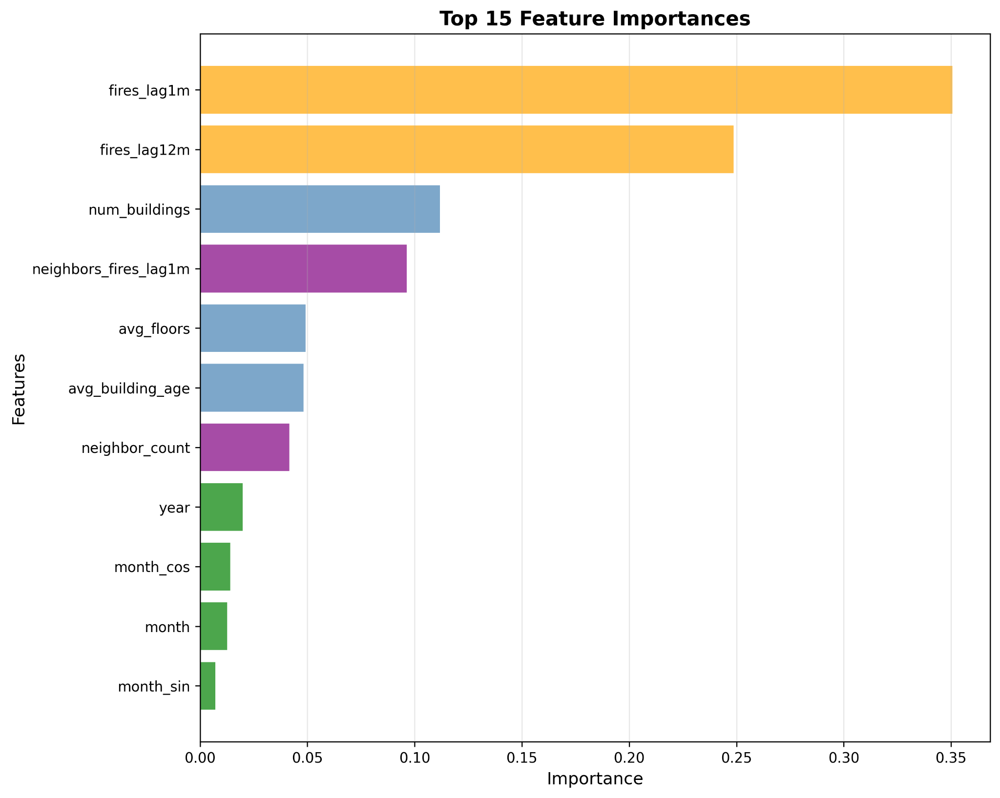 Top 15 Feature Importances
Features
fires_lag1m
fires_lag12m
num_buildings
neighbors_fires_lag1m
avg_floors
avg_building_age
neighbor_count
year
month_cos
month
month_sin
0.00 0.05 0.10 0.15 0.20 0.25 0.30 0.35
Importance